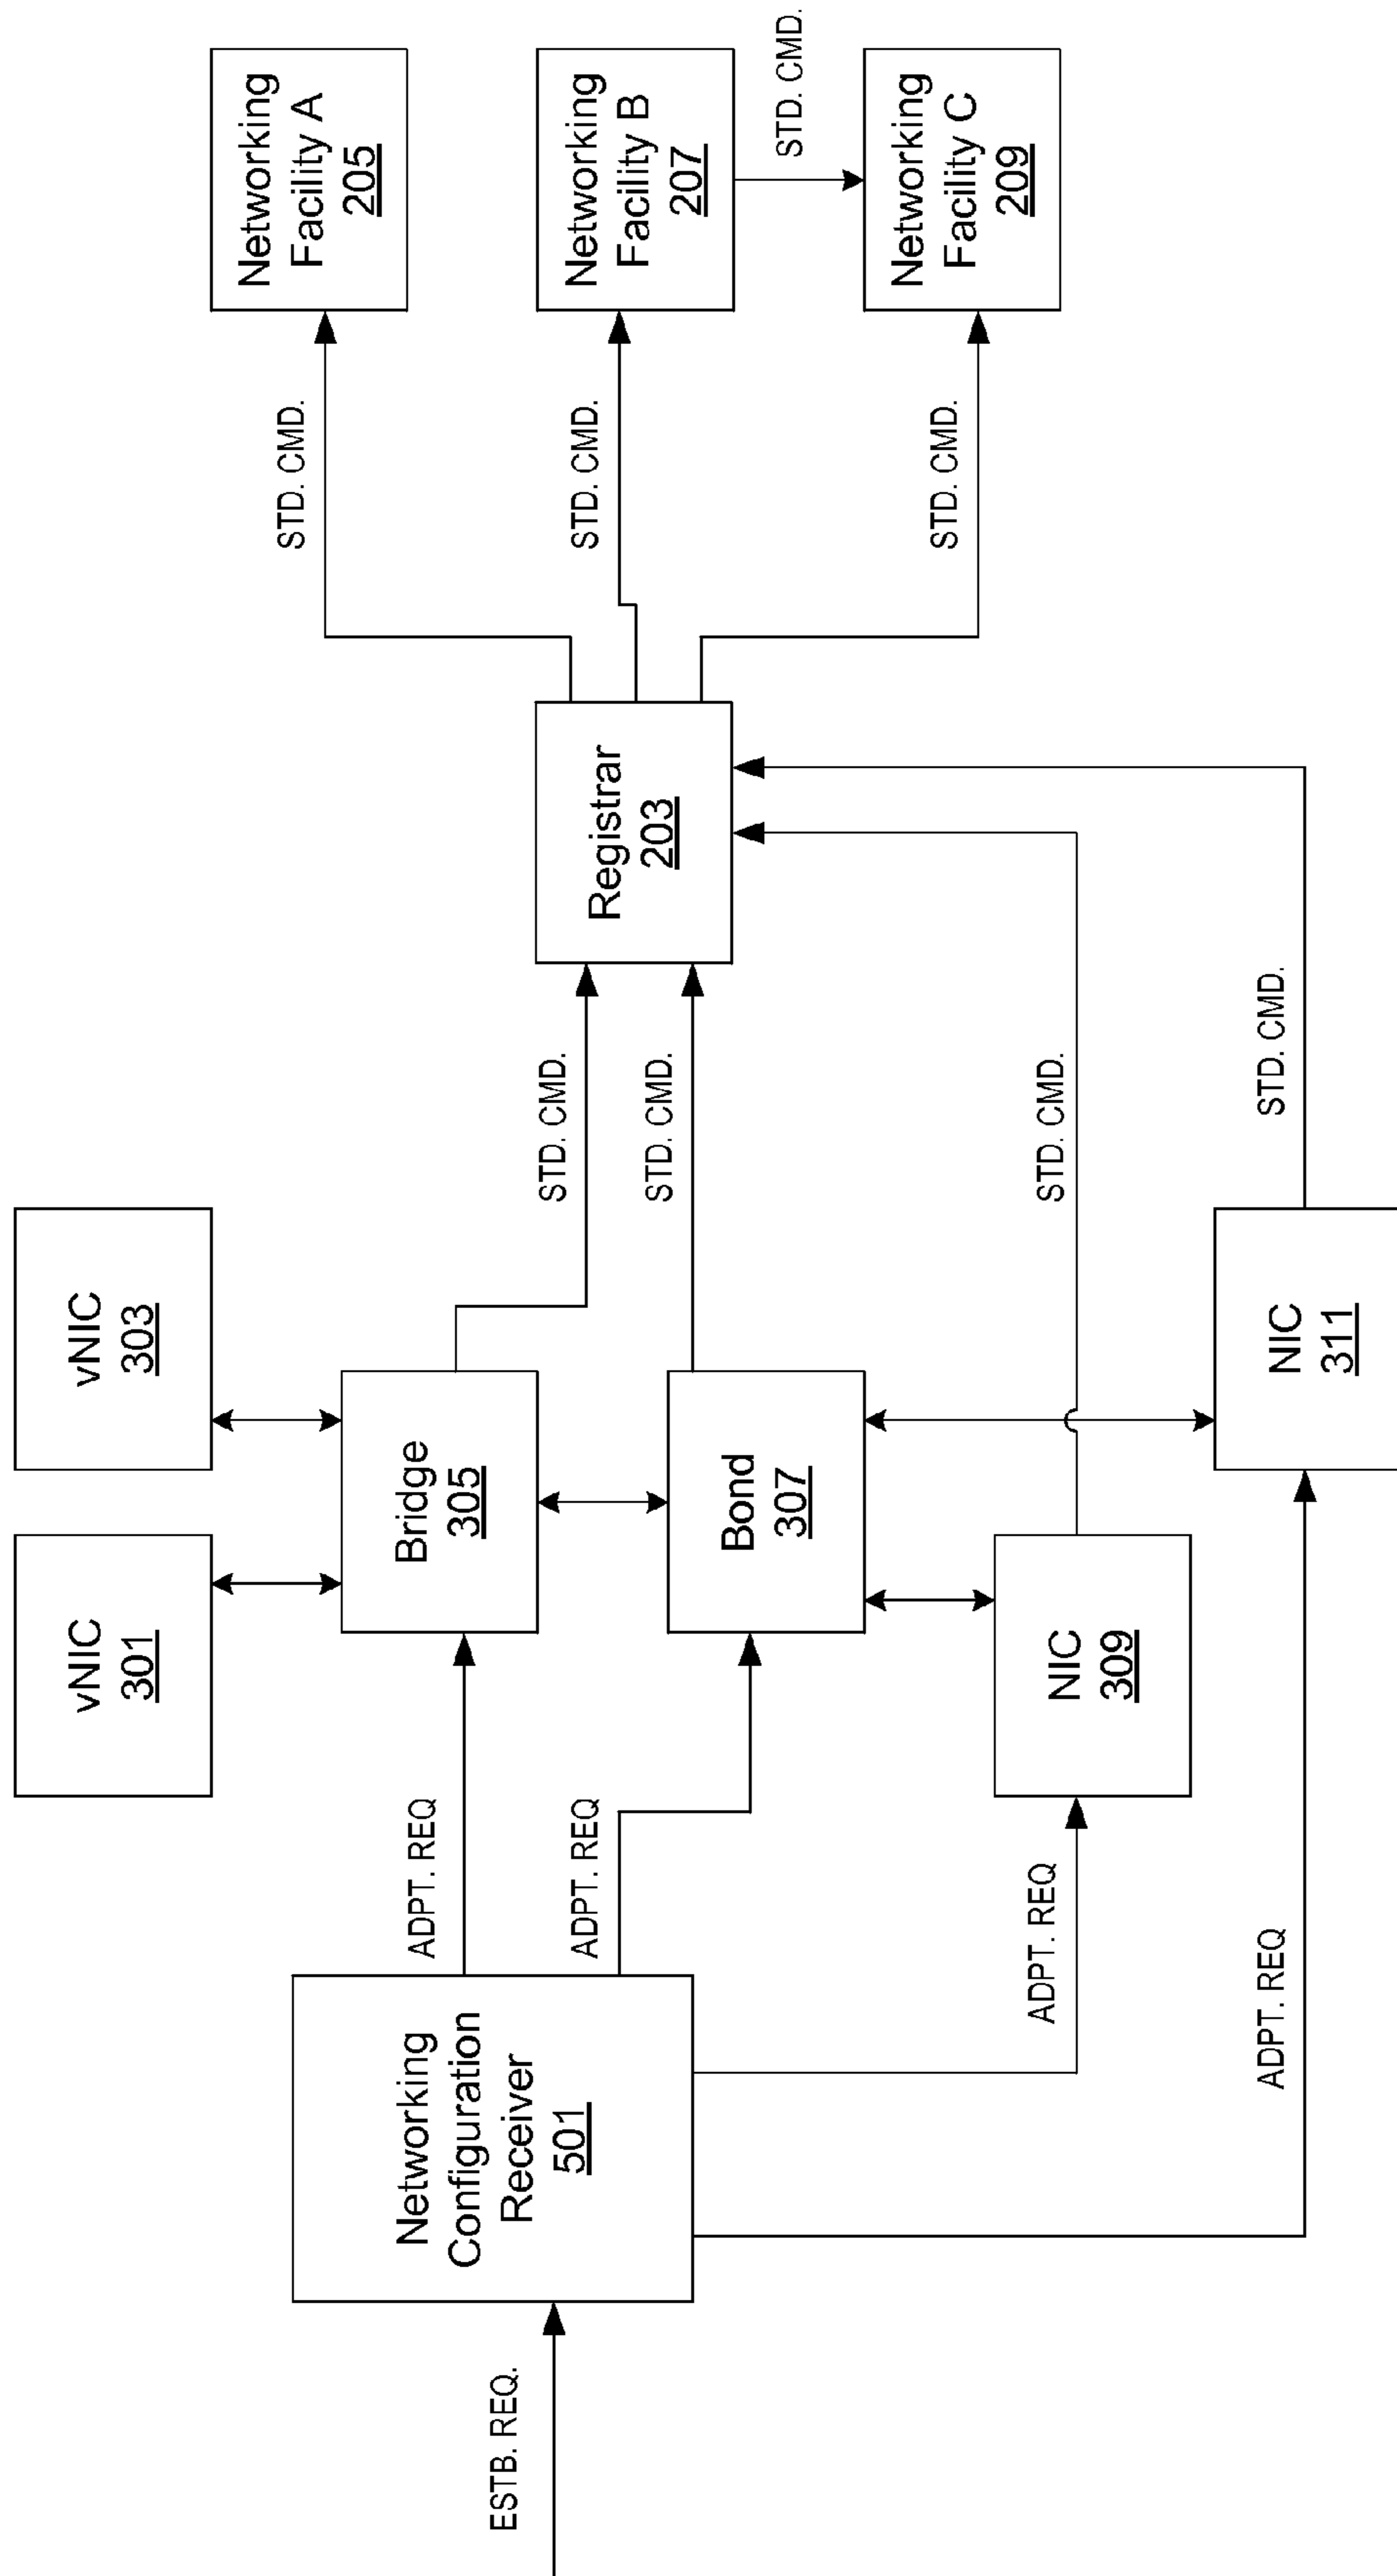 vNIC
301
vNIC
303
Networking
Facility A
205
STD. CMD.
ADPT. REQ
Bridge
305
STD. CMD.
ESTB. REQ.
Networking
Configuration
Receiver
501
Registrar
203
STD. CMD.
Networking
Facility B
207
ADPT. REQ
Bond
307
STD. CMD.
STD. CMD.
ADPT. REQ
NIC
309
STD. CMD.
STD. CMD.
Networking
Facility C
209
ADPT. REQ
NIC
311
STD. CMD.